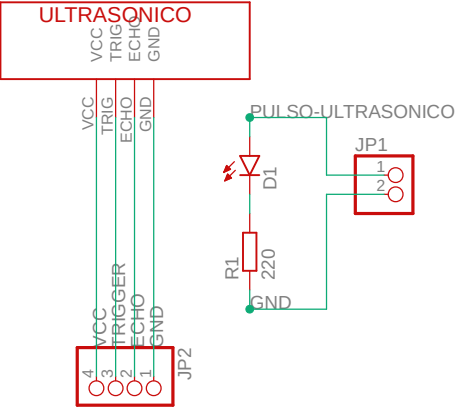 ULTRASONICO
VCC
TRIG
ECHO
GND
VCC
TRIG
ECHO
GND
PULSO-ULTRASONICO
JP1
1
2
D1
R1
220
GND
VCC
TRIGGER
ECHO
GND
JP2
4
3
2
1